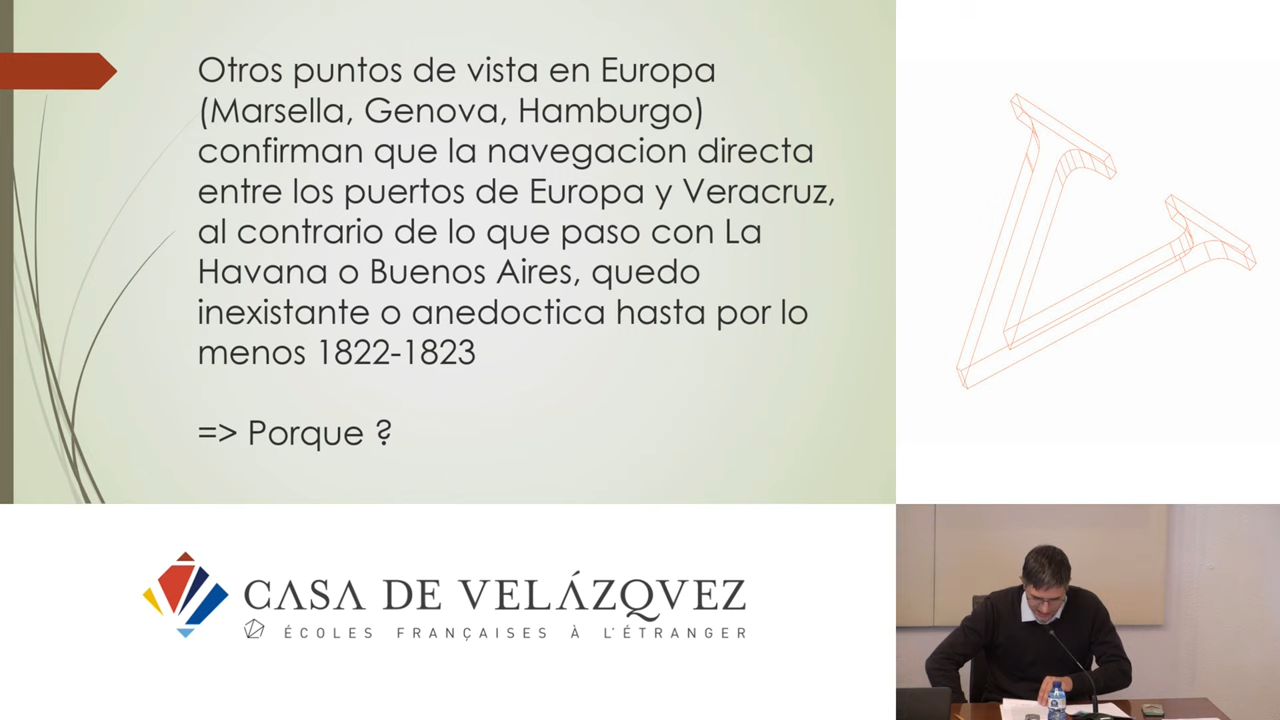 Otros puntos de vista en Europa
(Marsella, Genova, Hamburgo)
confirman que la navegacion directa
entre los puertos de Europa y Veracruz,
al contrario de lo que paso con La
Havana o Buenos Aires, quedo
inexistante o anedoctica hasta por lo
menos 1822-1823
=> Porque ?
CASA DE VELÁZQVEZ
ÉCOLES FRANÇAISES À L'ÉTRANGER